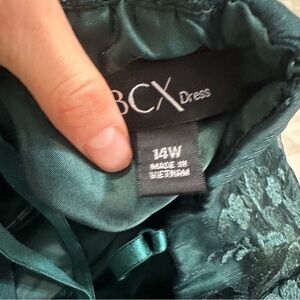 BCX Dress
14W
MADE IN
VIETNAM